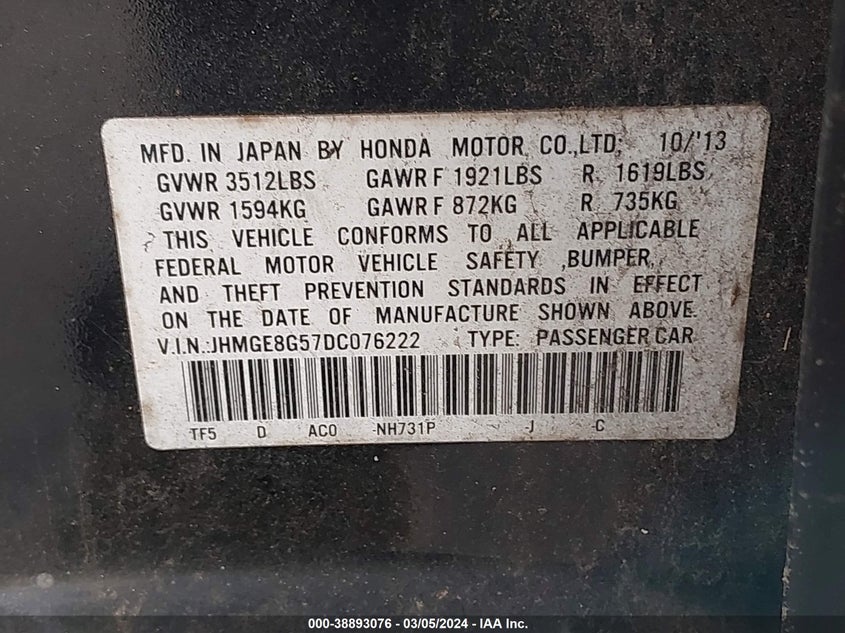 MFD. IN JAPAN BY HONDA MOTOR CO.,LTD; 10/'13
GVWR 3512LBS GAWR F 1921LBS R 1619LBS
GVWR 1594KG GAWR F 872KG R 735KG
THIS VEHICLE CONFORMS TO ALL APPLICABLE
FEDERAL MOTOR VEHICLE SAFETY ,BUMPER,
AND THEFT PREVENTION STANDARDS IN EFFECT
ON THE DATE OF MANUFACTURE SHOWN ABOVE.
V.I.N.:JHMGE8G57DC076222 TYPE: PASSENGER CAR
TF5 D AC0 -NH731P -J -C
000-38893076 - 03/05/2024 - IAA Inc.